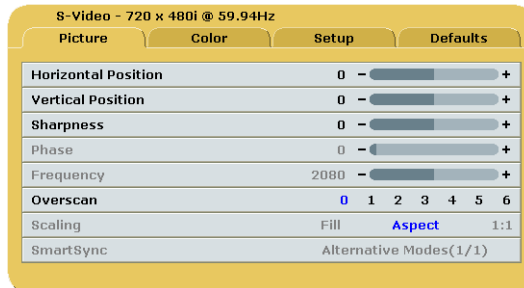 S-Video - 720 x 480i @ 59.94Hz
Picture Color Setup Defaults
Horizontal Position 0 - +
Vertical Position 0 - +
Sharpness 0 - +
Phase 0 - +
Frequency 2080 - +
Overscan 0 1 2 3 4 5 6
Scaling Fill Aspect 1:1
SmartSync Alternative Modes(1/1)